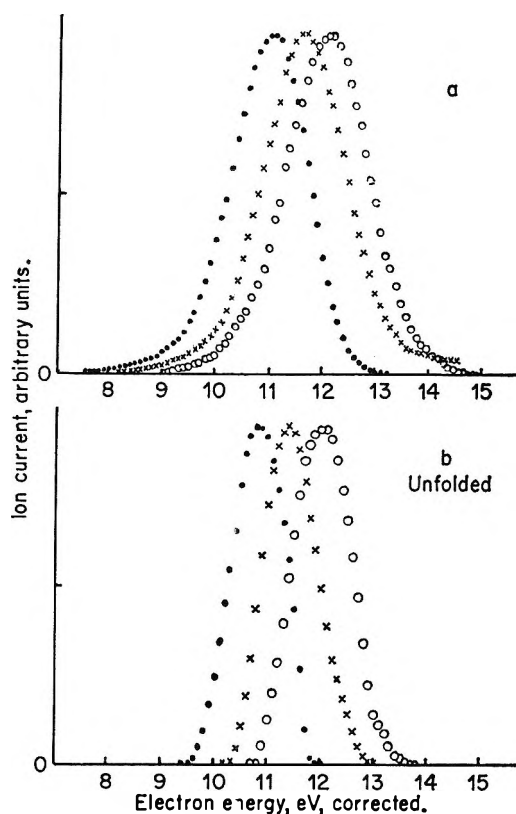 a
0
8 9 10 11 12 13 14 15
b
Unfolded
0
8 9 10 11 12 13 14 15
Electron energy, eV, corrected.
Ion current, arbitrary units.